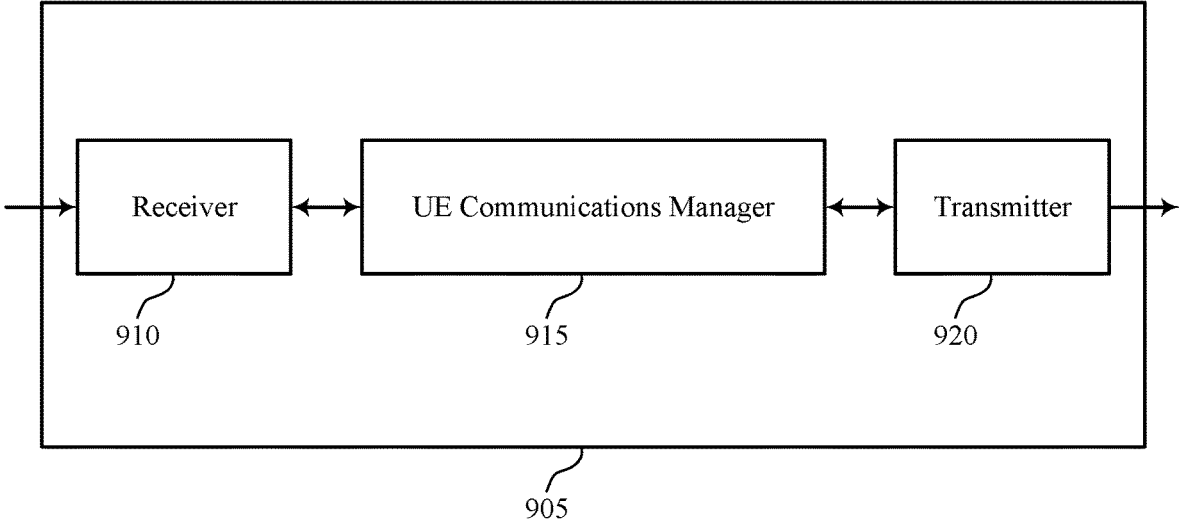 Receiver
UE Communications Manager
Transmitter
910
915
920
905